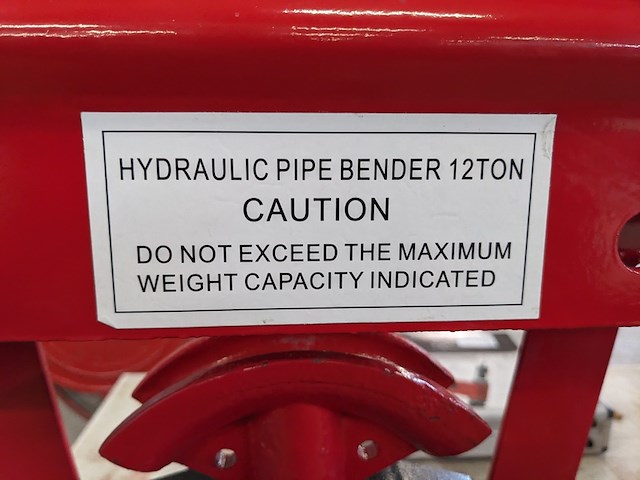 HYDRAULIC PIPE BENDER 12TON
CAUTION
DO NOT EXCEED THE MAXIMUM
WEIGHT CAPACITY INDICATED